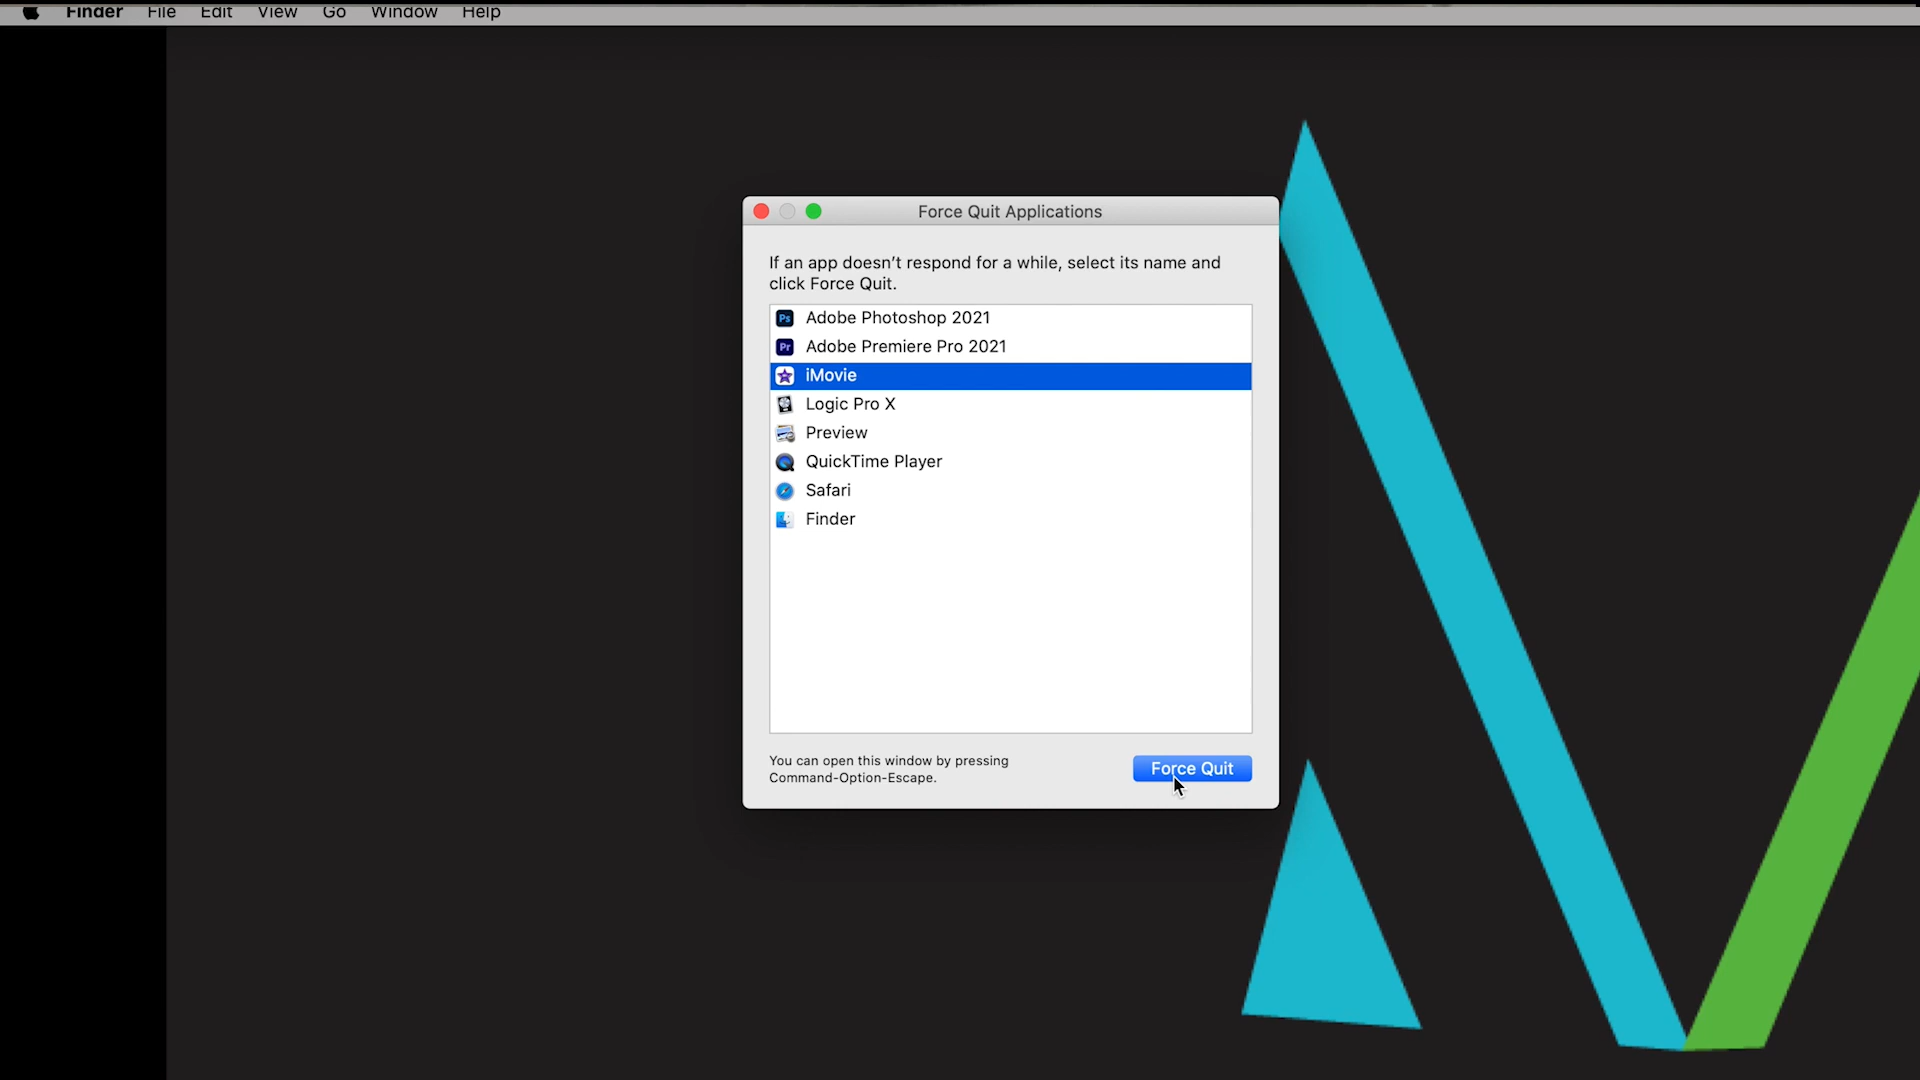 Finder File Edit View Go Window Help
Force Quit Applications
If an app doesn't respond for a while, select its name and
click Force Quit.
Ps Adobe Photoshop 2021
Pr Adobe Premiere Pro 2021
iMovie
Logic Pro X
Preview
QuickTime Player
Safari
Finder
You can open this window by pressing
Command-Option-Escape.
Force Quit